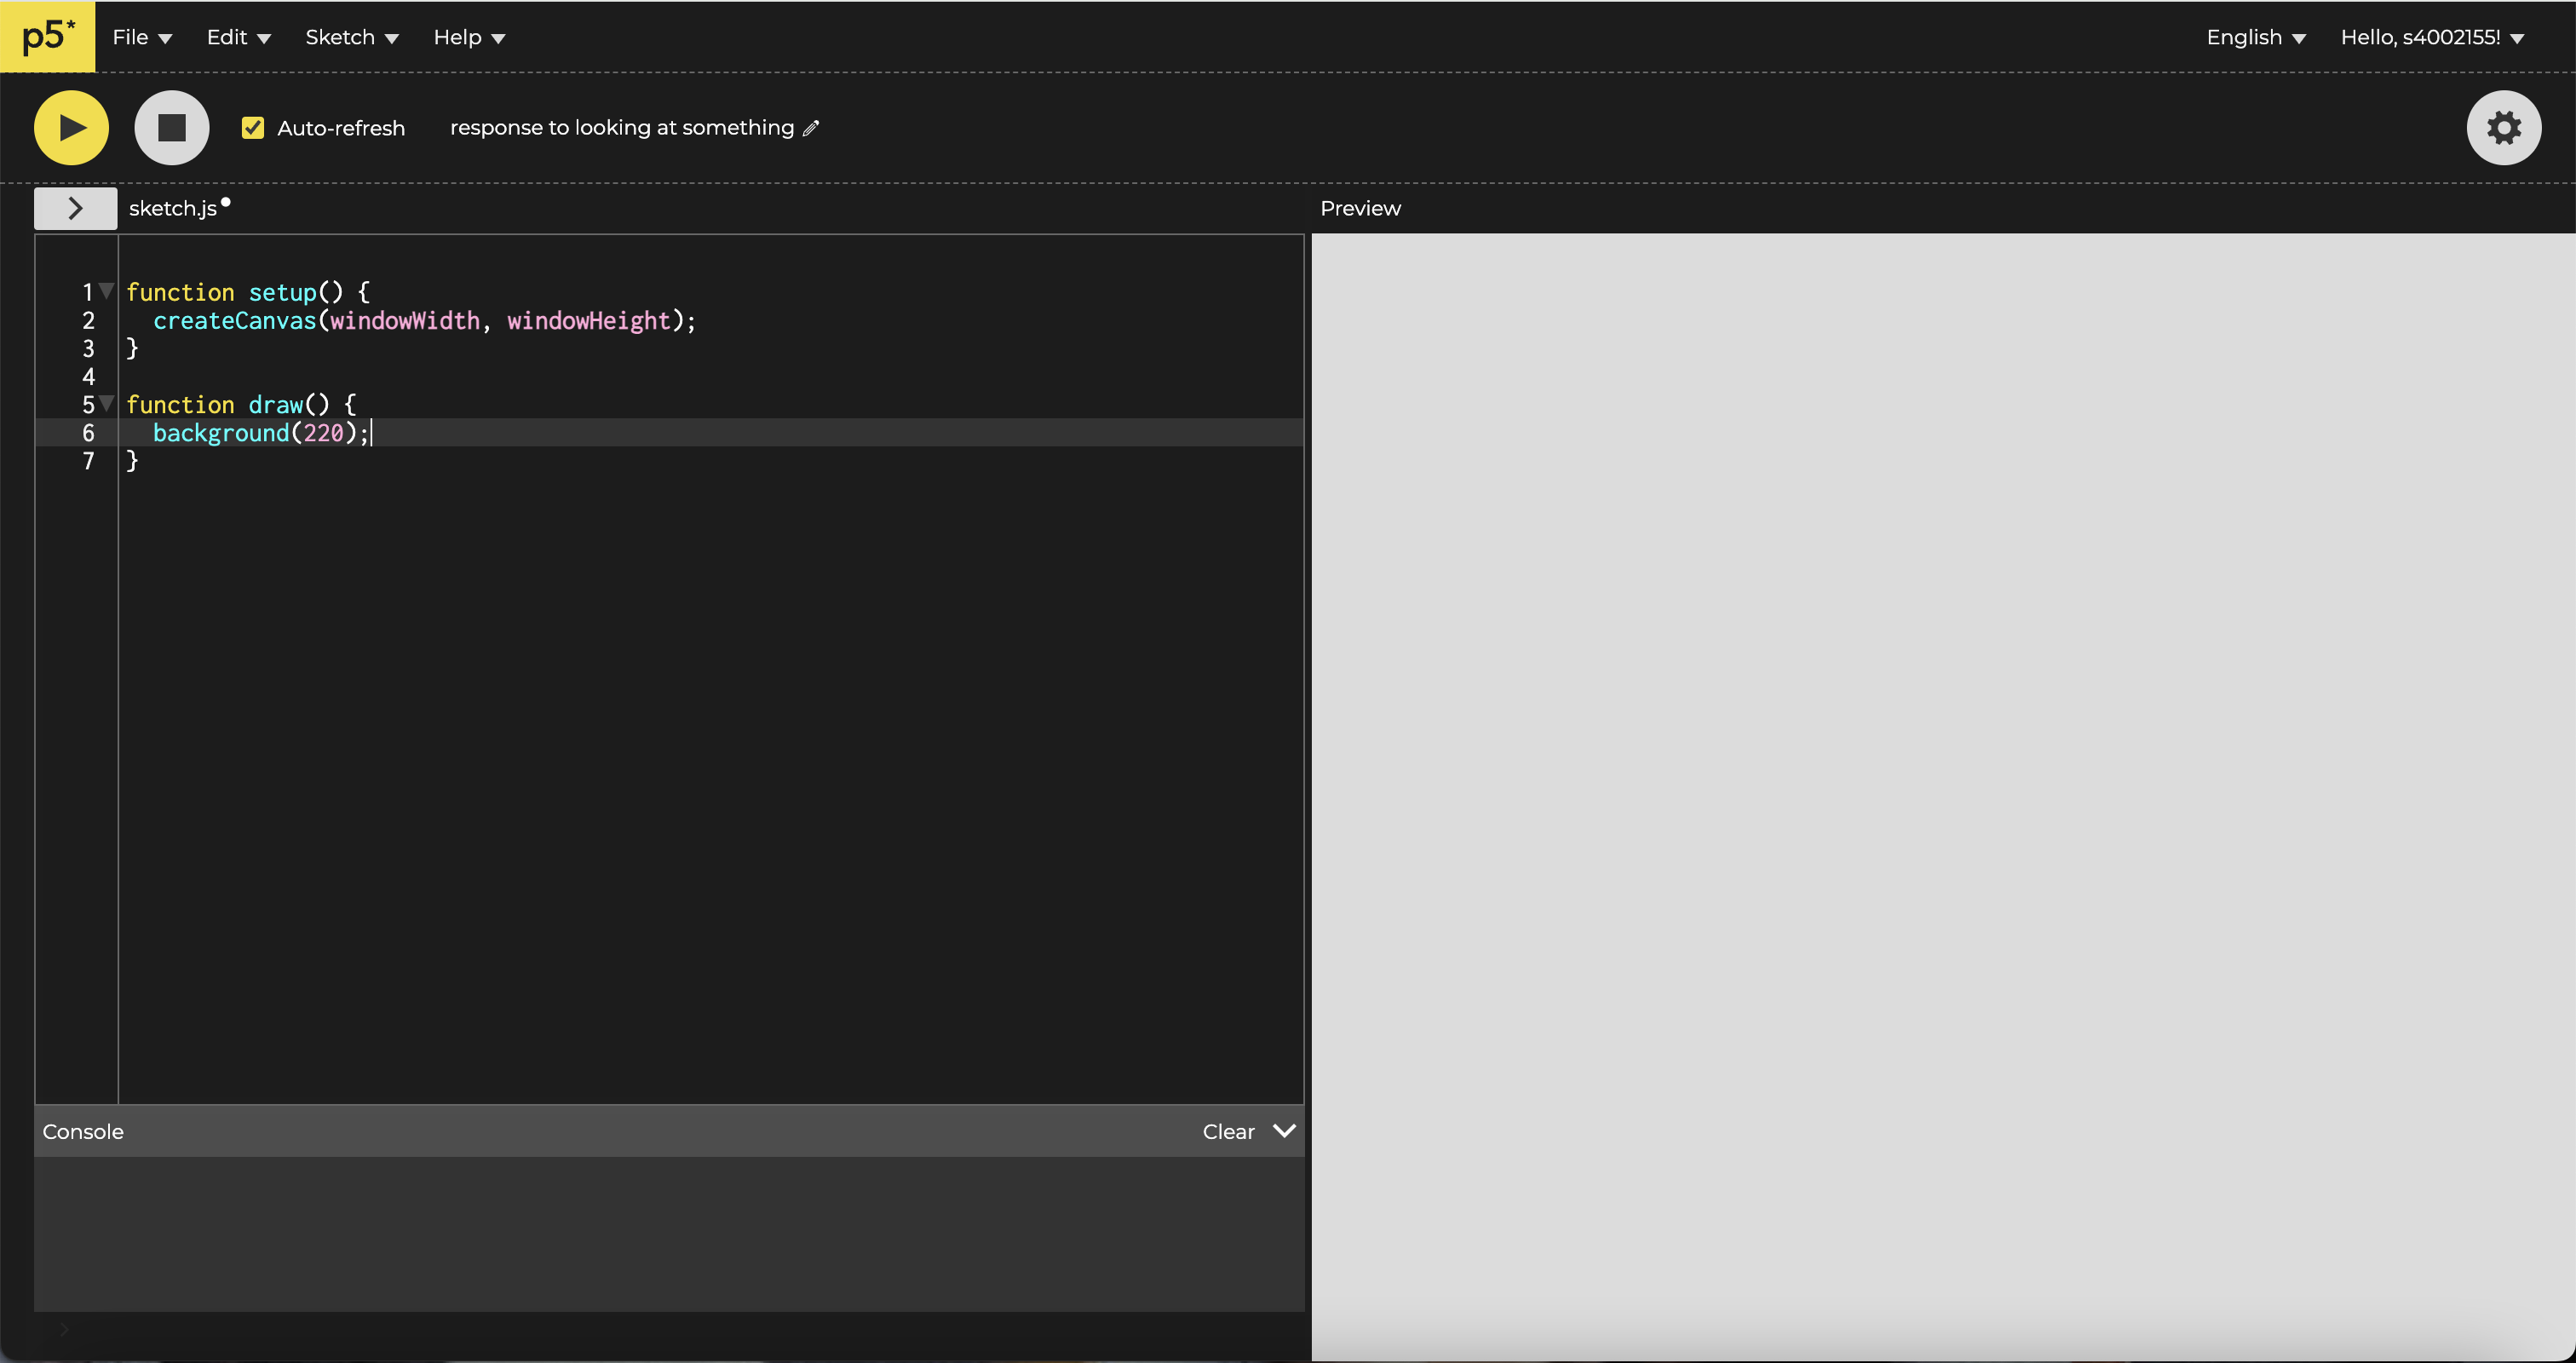 p5* File Edit Sketch Help English Hello, s4002155!
Auto-refresh response to looking at something
sketch.js Preview
1 function setup() {
2   createCanvas(windowWidth, windowHeight);
3 }
4
5 function draw() {
6   background(220);
7 }
Console Clear